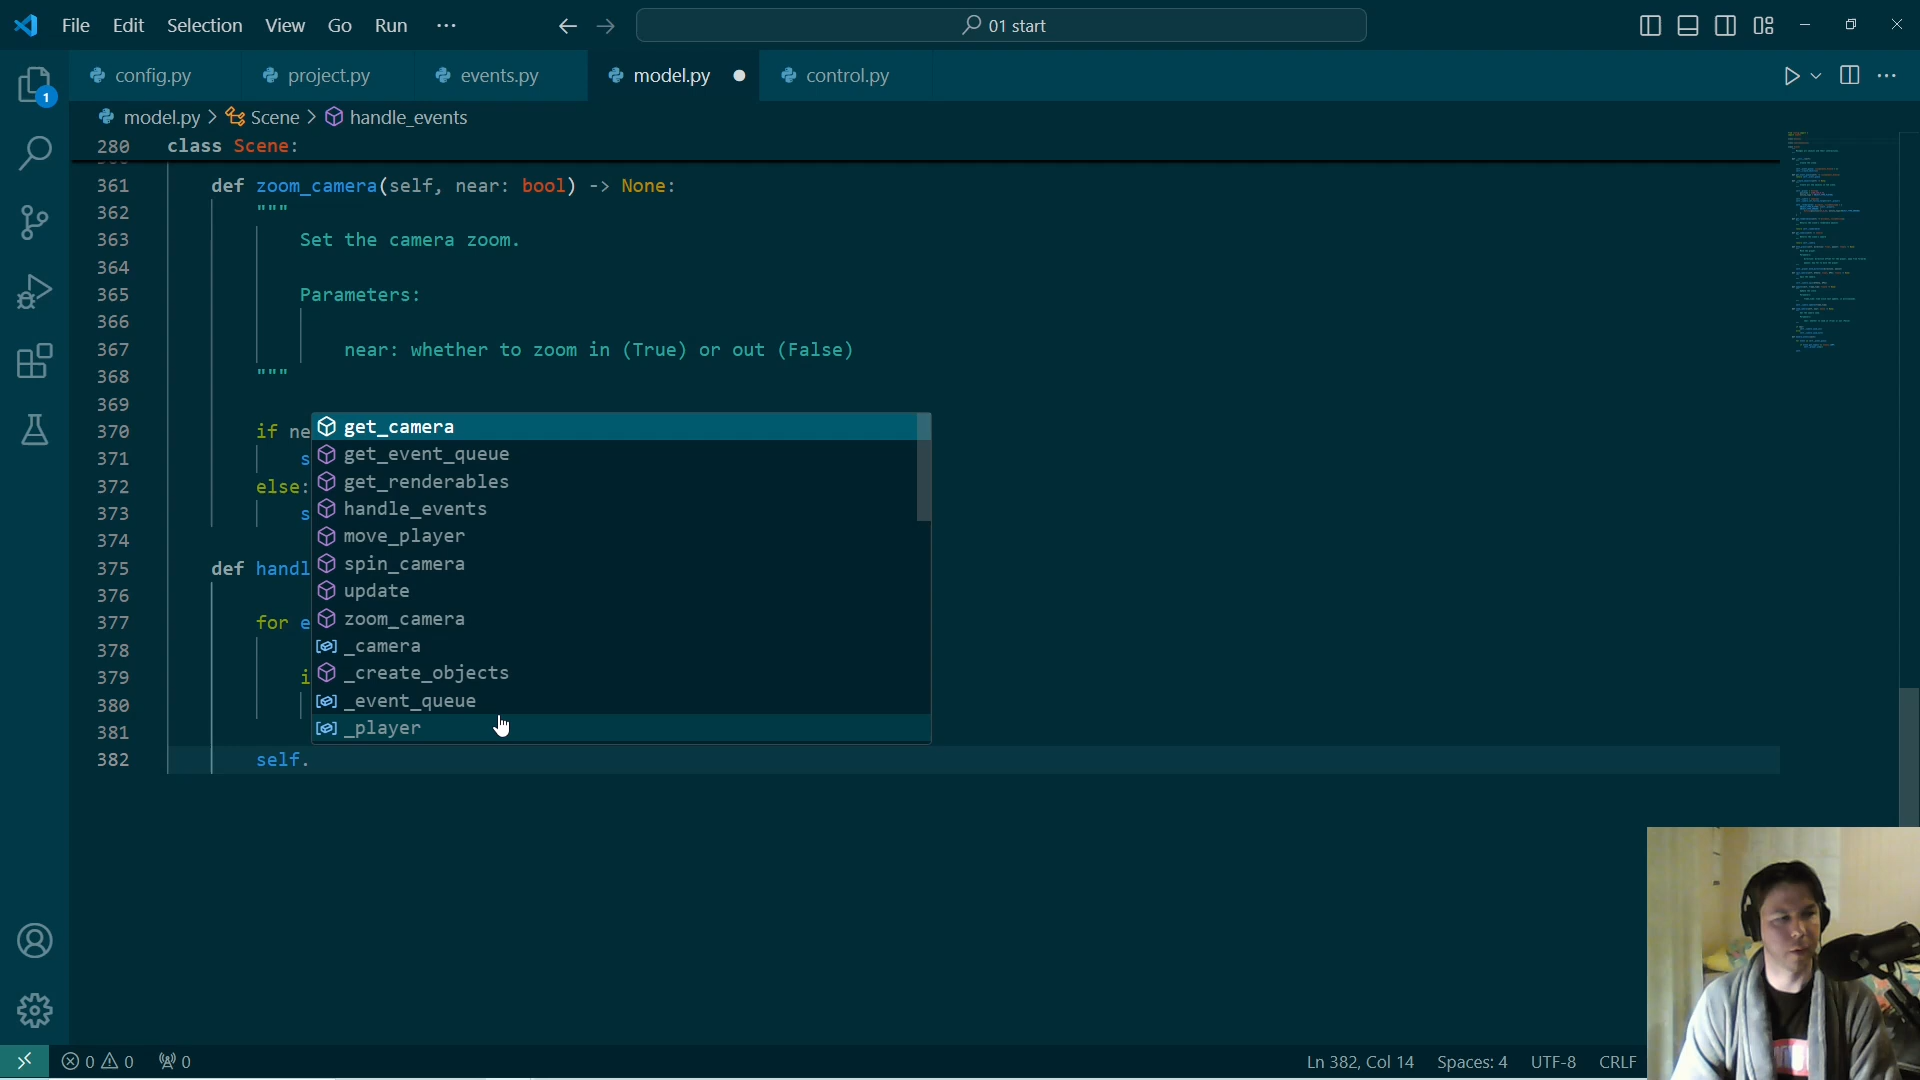 File Edit Selection View Go Run ···
01 start
config.py project.py events.py model.py control.py
1
model.py > Scene > handle_events
280 class Scene:
361 def zoom_camera(self, near: bool) -> None:
362 """
363 Set the camera zoom.
364
365 Parameters:
366
367 near: whether to zoom in (True) or out (False)
368 """
369
370 if ne
371 s
372 else:
373 s
374
375 def handl
376
377 for e
378
379 i
380
381
382 self.
get_camera
get_event_queue
get_renderables
handle_events
move_player
spin_camera
update
zoom_camera
_camera
_create_objects
_event_queue
_player
0 0 0
Ln 382, Col 14 Spaces: 4 UTF-8 CRLF